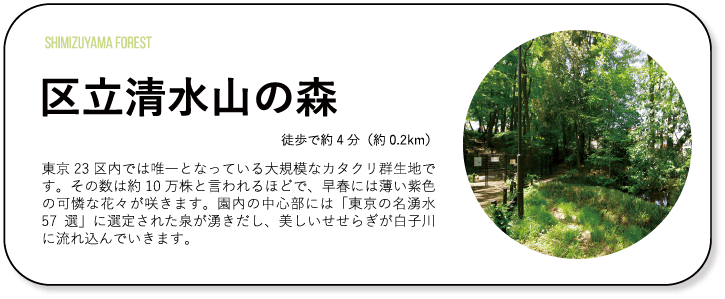 SHIMIZUYAMA FOREST
区立清水山の森
徒歩で約4分（約0.2km）
東京23区内では唯一となっている大規模なカタクリ群生地で
す。その数は約10万株と言われるほどで、早春には薄い紫色
の可憐な花々が咲きます。園内の中心部には「東京の名湧水
57選」に選定された泉が湧きだし、美しいせせらぎが白子川
に流れ込んでいきます。